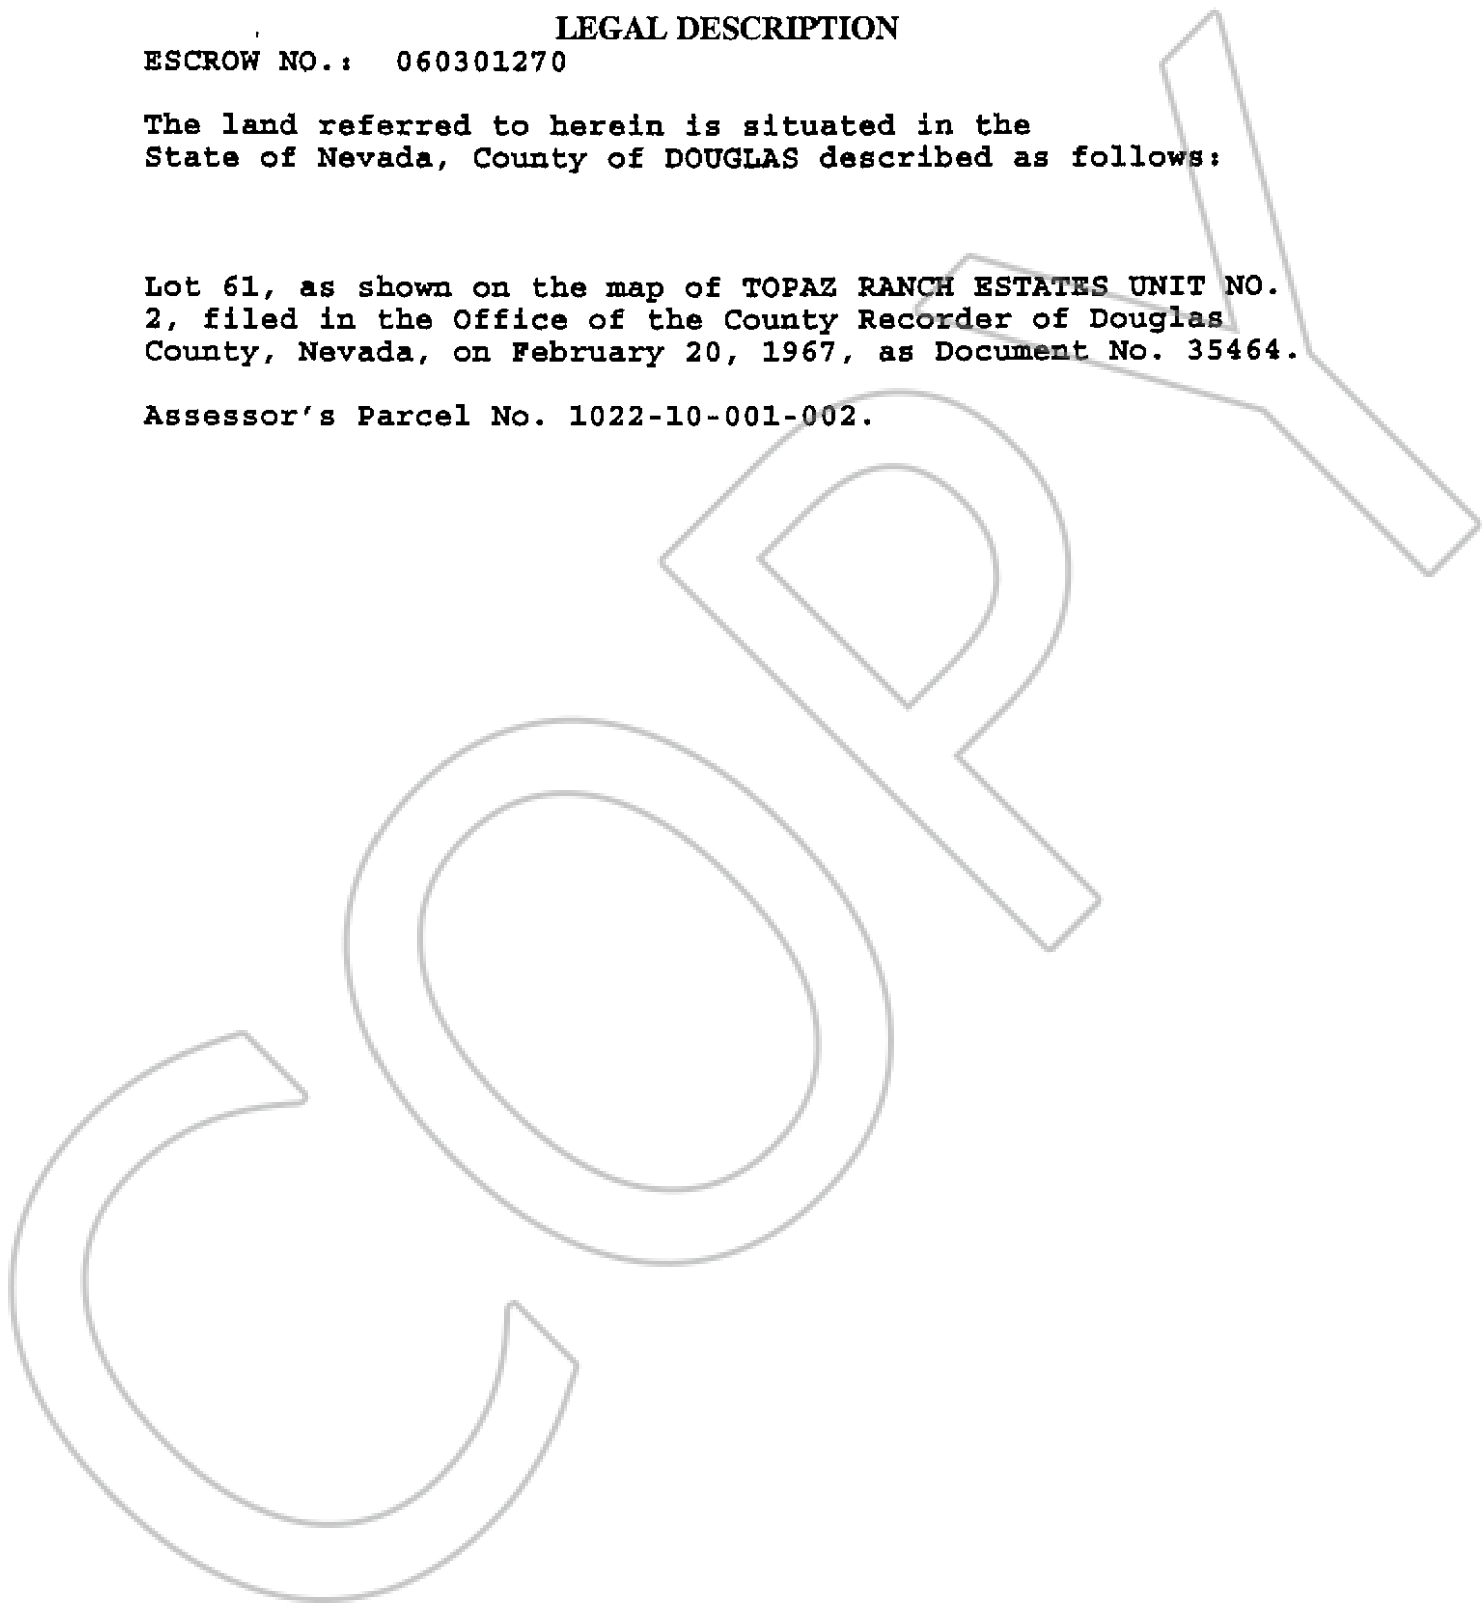 LEGAL DESCRIPTION
ESCROW NO.: 060301270
The land referred to herein is situated in the
State of Nevada, County of DOUGLAS described as follows:
Lot 61, as shown on the map of TOPAZ RANCH ESTATES UNIT NO.
2, filed in the Office of the County Recorder of Douglas
County, Nevada, on February 20, 1967, as Document No. 35464.
Assessor's Parcel No. 1022-10-001-002.
COPY